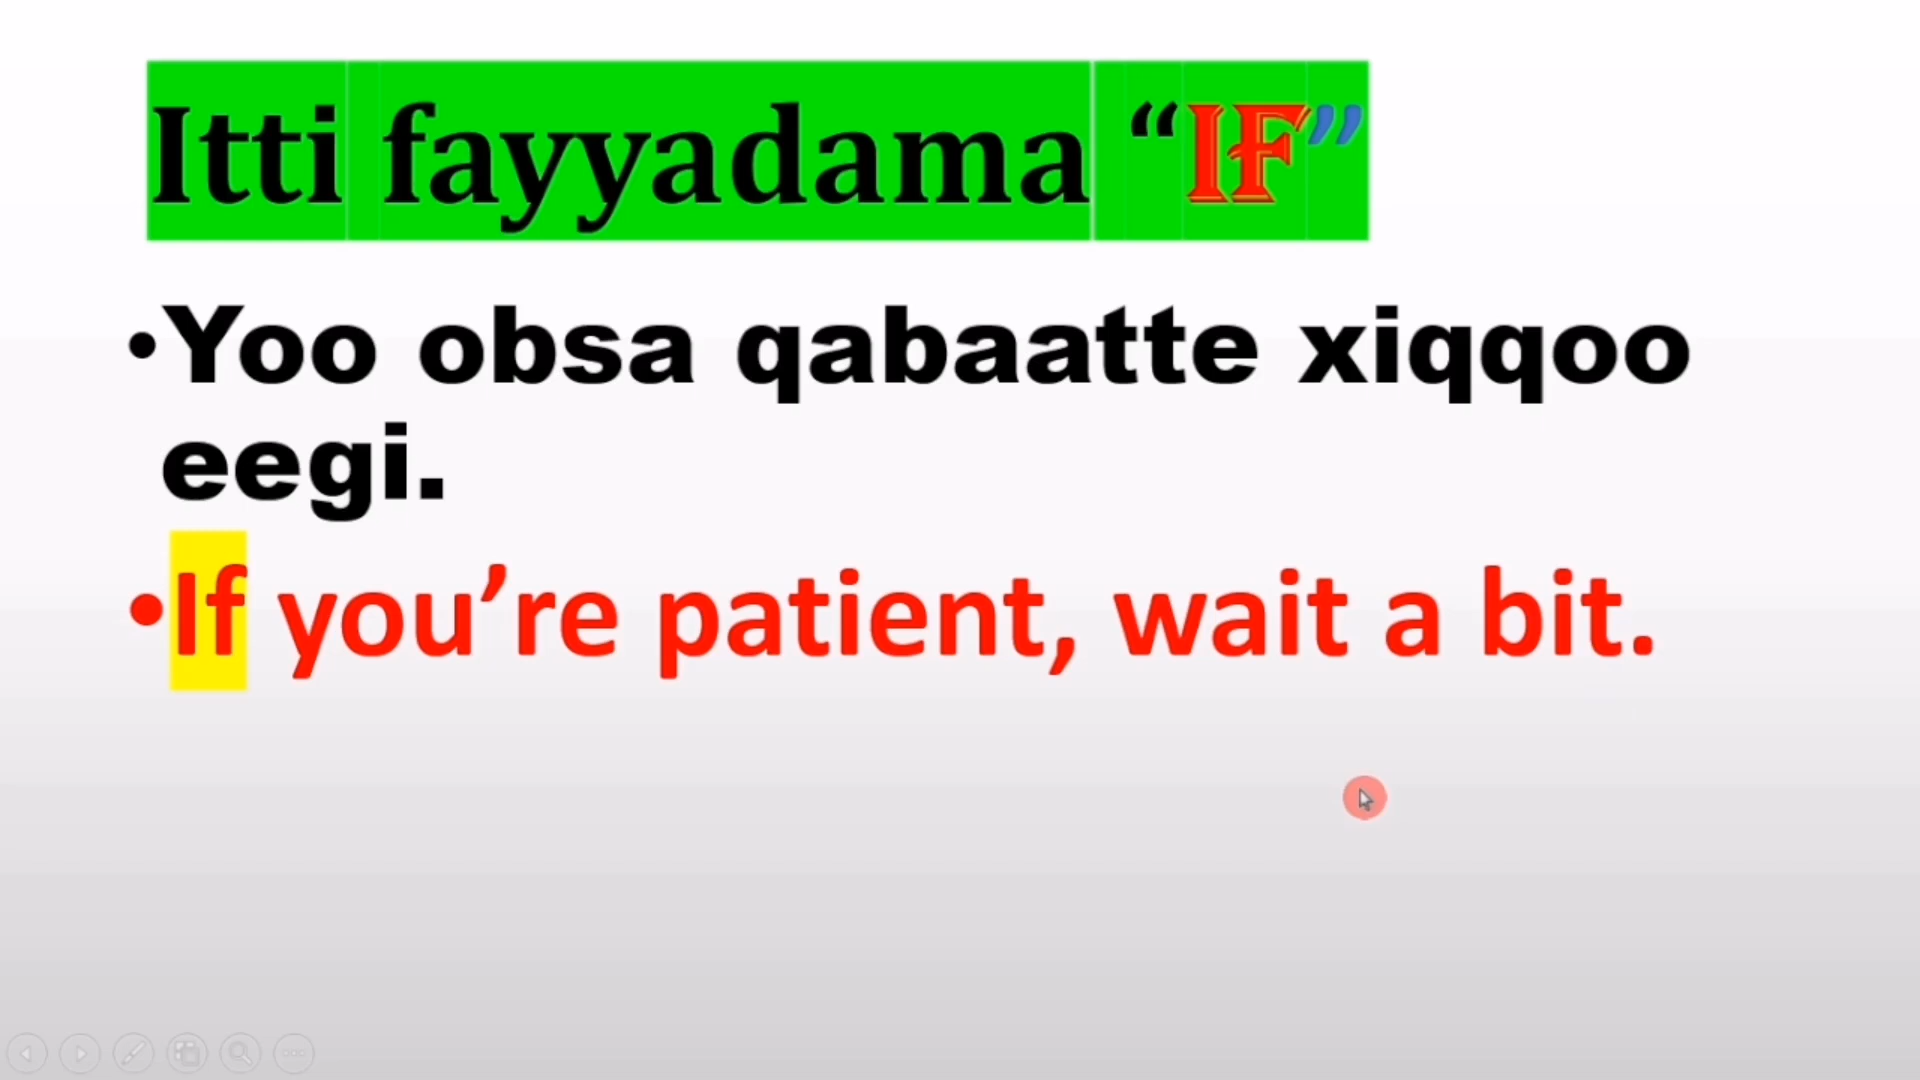 Itti fayyadama “IF”
•Yoo obsa qabaatte xiqqoo
eegi.
•If you’re patient, wait a bit.